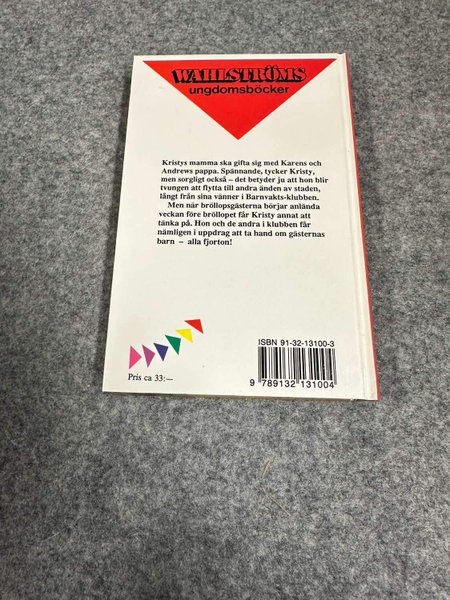 WAHLSTRÖMS
ungdomsböcker
Kristys mamma ska gifta sig med Karens och
Andrews pappa. Spännande, tycker Kristy,
men sorgligt också – det betyder ju att hon blir
tvungen att flytta till andra änden av staden,
långt från sina vänner i Barnvakts-klubben.
Men när bröllopsgästerna börjar anlända
veckan före bröllopet får Kristy annat att
tänka på. Hon och de andra i klubben får
nämligen i uppdrag att ta hand om gästernas
barn – alla fjorton!
ISBN 91-32-13100-3
Pris ca 33:—
9 789132 131004